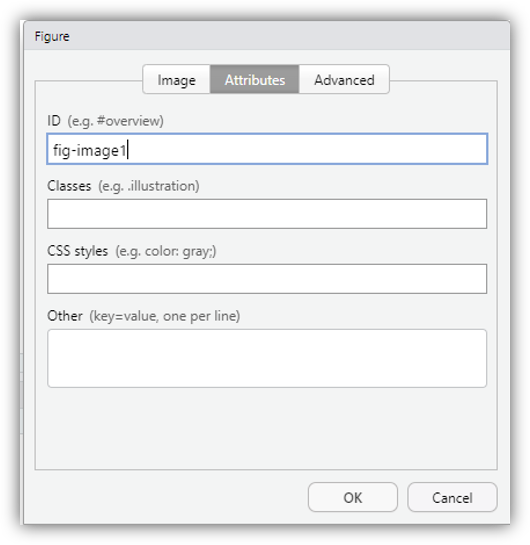 Figure
Image Attributes Advanced
ID (e.g. #overview)
fig-image1
Classes (e.g. .illustration)
CSS styles (e.g. color: gray;)
Other (key=value, one per line)
OK Cancel